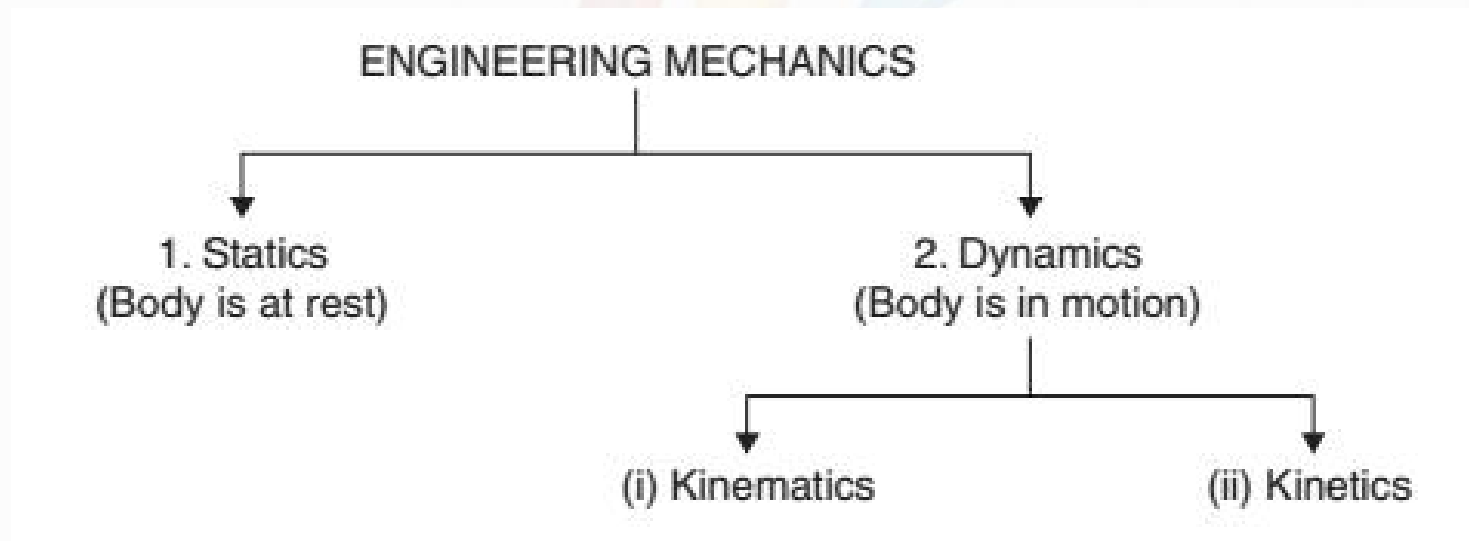 ENGINEERING MECHANICS
1. Statics
(Body is at rest)
2. Dynamics
(Body is in motion)
(i) Kinematics
(ii) Kinetics